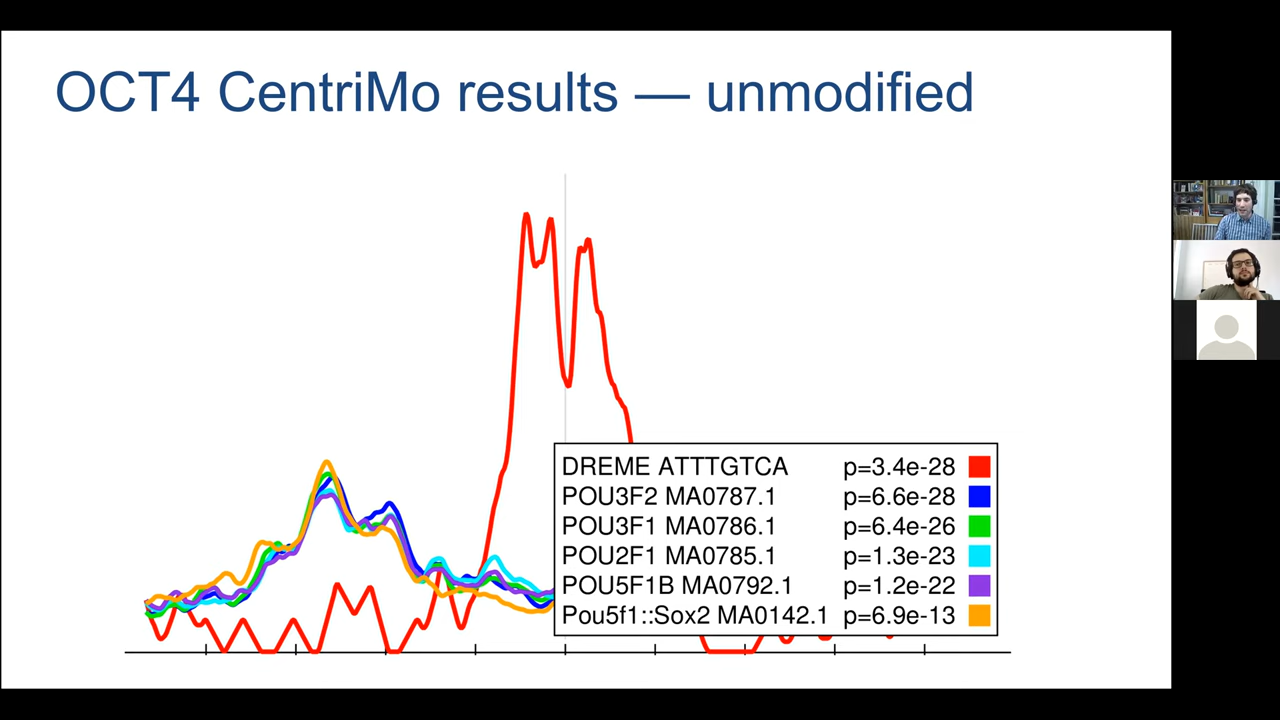 OCT4 CentriMo results — unmodified
DREME ATTTGTCA p=3.4e-28
POU3F2 MA0787.1 p=6.6e-28
POU3F1 MA0786.1 p=6.4e-26
POU2F1 MA0785.1 p=1.3e-23
POU5F1B MA0792.1 p=1.2e-22
Pou5f1::Sox2 MA0142.1 p=6.9e-13